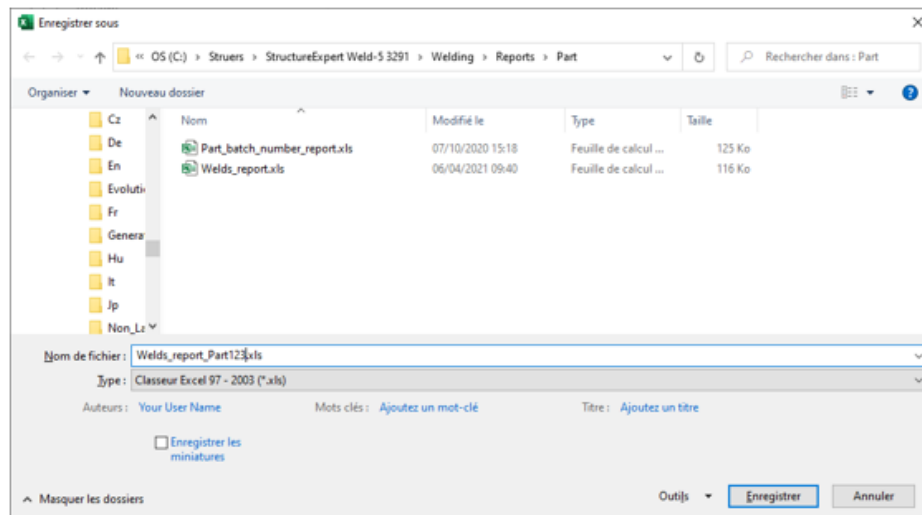 Enregistrer sous
« OS (C:) › Struers › StructureExpert Weld-5 3291 › Welding › Reports › Part
Rechercher dans : Part
Organiser
Nouveau dossier
Nom Modifié le Type Taille
Part_batch_number_report.xls 07/10/2020 15:18 Feuille de calcul ... 125 Ko
Welds_report.xls 06/04/2021 09:40 Feuille de calcul ... 116 Ko
Cz
De
En
Evoluti
Fr
Genera
Hu
It
Jp
Non_La
Nom de fichier : Welds_report_Part123.xls
Type : Classeur Excel 97 - 2003 (*.xls)
Auteurs : Your User Name Mots clés : Ajoutez un mot-clé Titre : Ajoutez un titre
Enregistrer les
miniatures
Masquer les dossiers
Outils Enregistrer Annuler